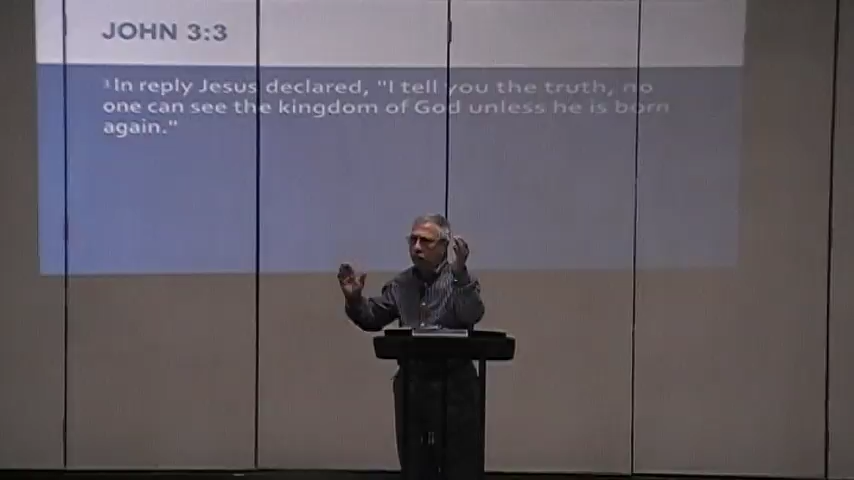 JOHN 3:3
³In reply Jesus declared, "I tell you the truth, no
one can see the kingdom of God unless he is born
again."